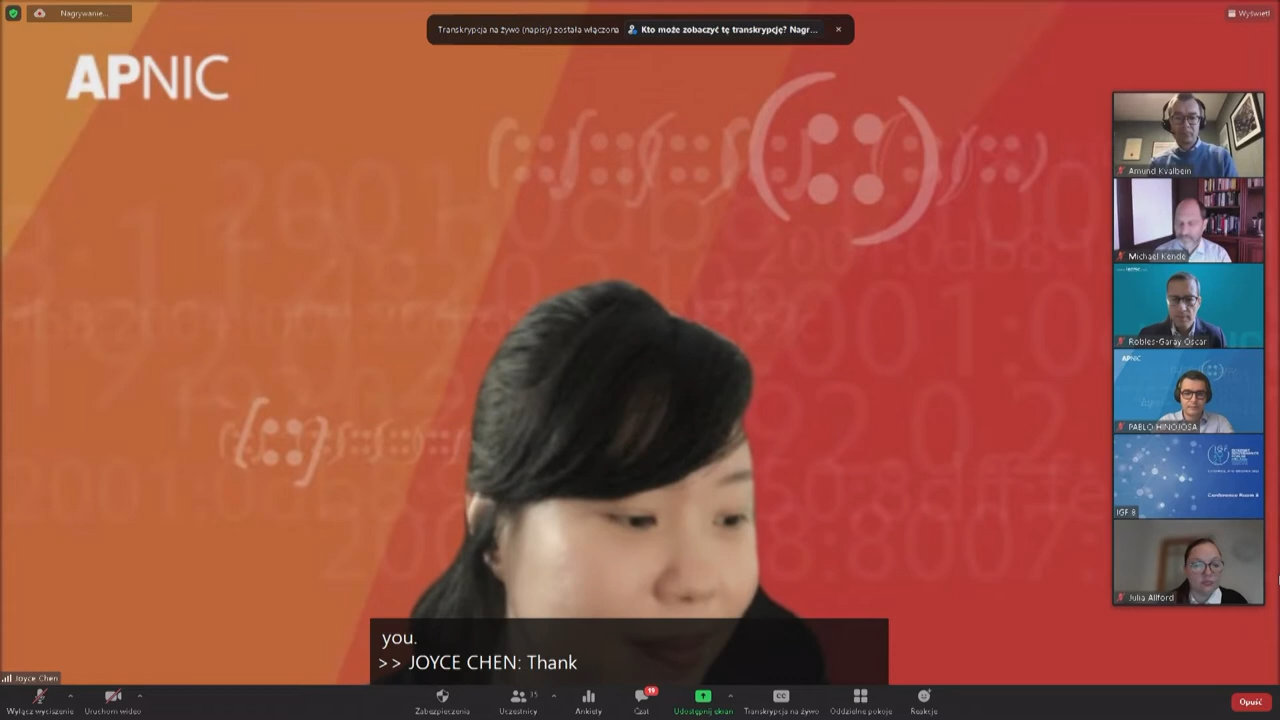 Nagrywanie...
Transkrypcja na żywo (napisy) została włączona
Kto może zobaczyć tę transkrypcję? Nagr...
Wyświetl
APNIC
Amund Kvalbein
Michael Kende
Robles-Garay Oscar
APNIC
PABLO HINOJOSA
Conference Room 6
IGF 8
Julia Allford
you.
>> JOYCE CHEN: Thank
Joyce Chen
Wyłącz wyciszenie
Uruchom wideo
Zabezpieczenia
15
Uczestnicy
Ankiety
19
Czat
Udostępnij ekran
CC
Transkrypcja na żywo
Oddzielne pokoje
Reakcje
Opuść